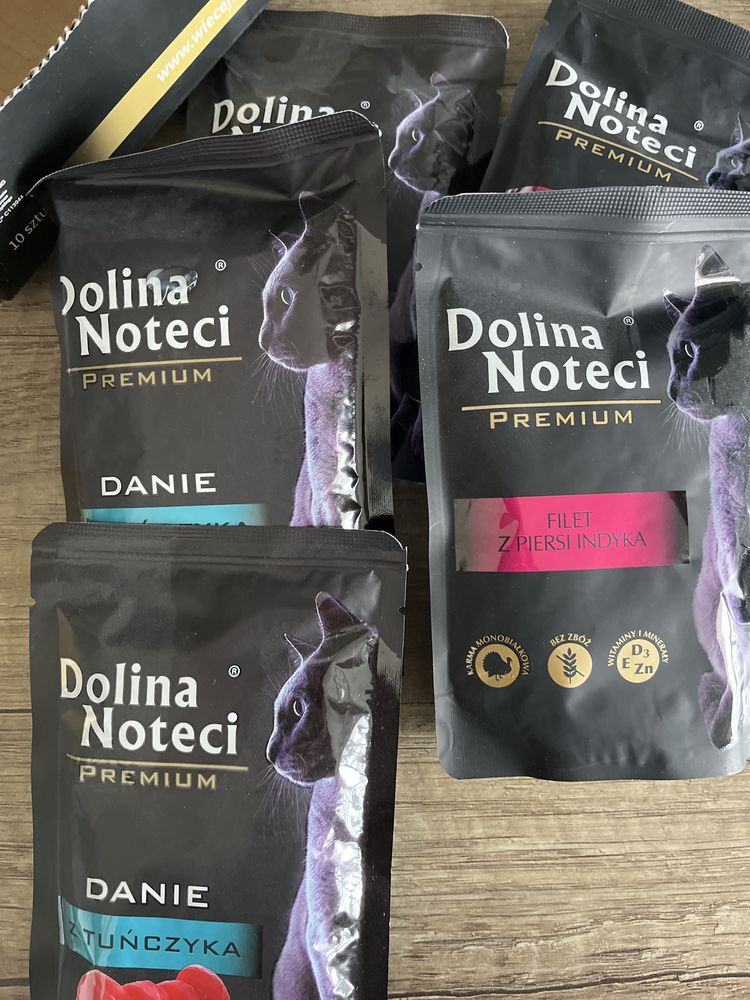 www.wiecej
10 sztu
Dolina
Noteci
®
Dolina
Noteci
®
PREMIUM
Dolina
Noteci
®
PREMIUM
DANIE
Dolina
Noteci
®
PREMIUM
FILET
Z PIERSI INDYKA
KARMA MONOBIAŁKOWA
BEZ ZBÓŻ
WITAMINY I MINERAŁY
D3
E Zn
Dolina
Noteci
®
PREMIUM
DANIE
Z TUŃCZYKA